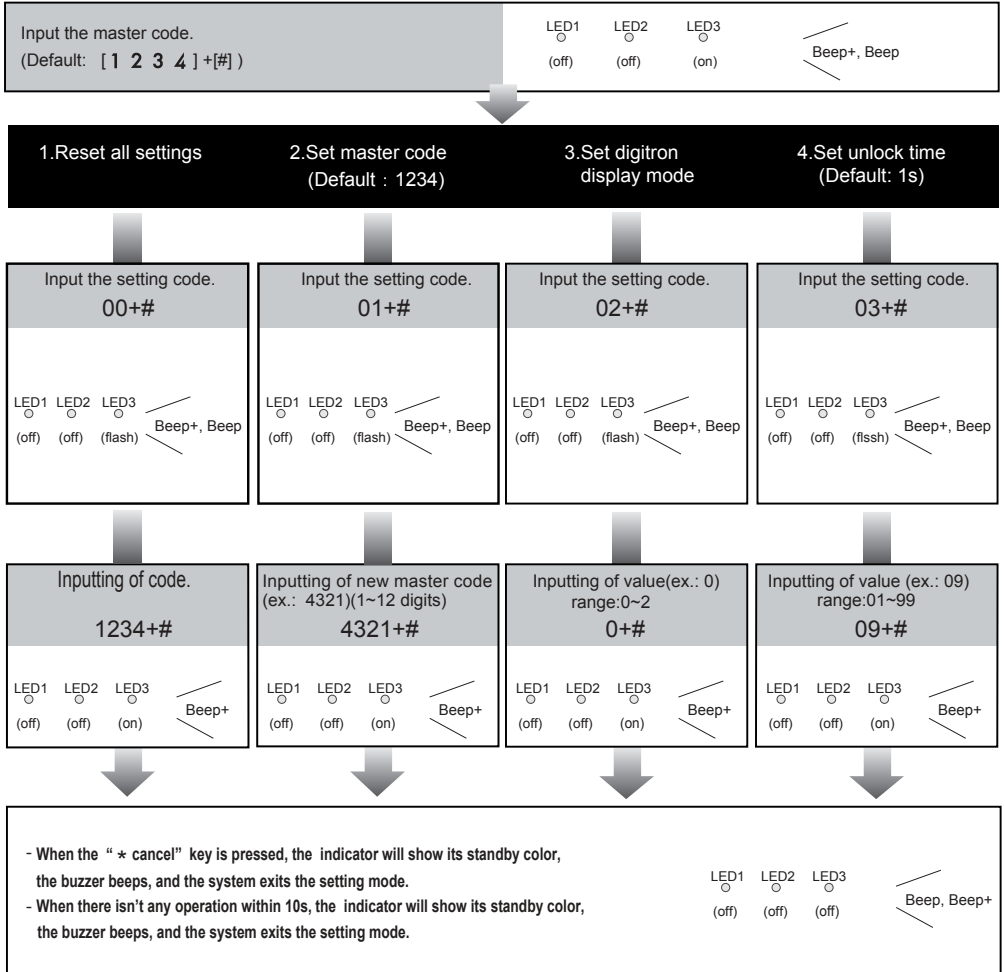 Input the master code.
(Default: [ 1 2 3 4 ] +[#] )
LED1 LED2 LED3
(off) (off) (on)
Beep+, Beep
1.Reset all settings
2.Set master code
(Default : 1234)
3.Set digitron
display mode
4.Set unlock time
(Default: 1s)
Input the setting code.
00+#
LED1 LED2 LED3
(off) (off) (flash)
Beep+, Beep
Input the setting code.
01+#
LED1 LED2 LED3
(off) (off) (flash)
Beep+, Beep
Input the setting code.
02+#
LED1 LED2 LED3
(off) (off) (flash)
Beep+, Beep
Input the setting code.
03+#
LED1 LED2 LED3
(off) (off) (flssh)
Beep+, Beep
Inputting of code.
1234+#
LED1 LED2 LED3
(off) (off) (on)
Beep+
Inputting of new master code
(ex.: 4321)(1~12 digits)
4321+#
LED1 LED2 LED3
(off) (off) (on)
Beep+
Inputting of value(ex.: 0)
range:0~2
0+#
LED1 LED2 LED3
(off) (off) (on)
Beep+
Inputting of value (ex.: 09)
range:01~99
09+#
LED1 LED2 LED3
(off) (off) (on)
Beep+
- When the “ * cancel” key is pressed, the indicator will show its standby color,
the buzzer beeps, and the system exits the setting mode.
- When there isn’t any operation within 10s, the indicator will show its standby color,
the buzzer beeps, and the system exits the setting mode.
LED1 LED2 LED3
(off) (off) (off)
Beep, Beep+